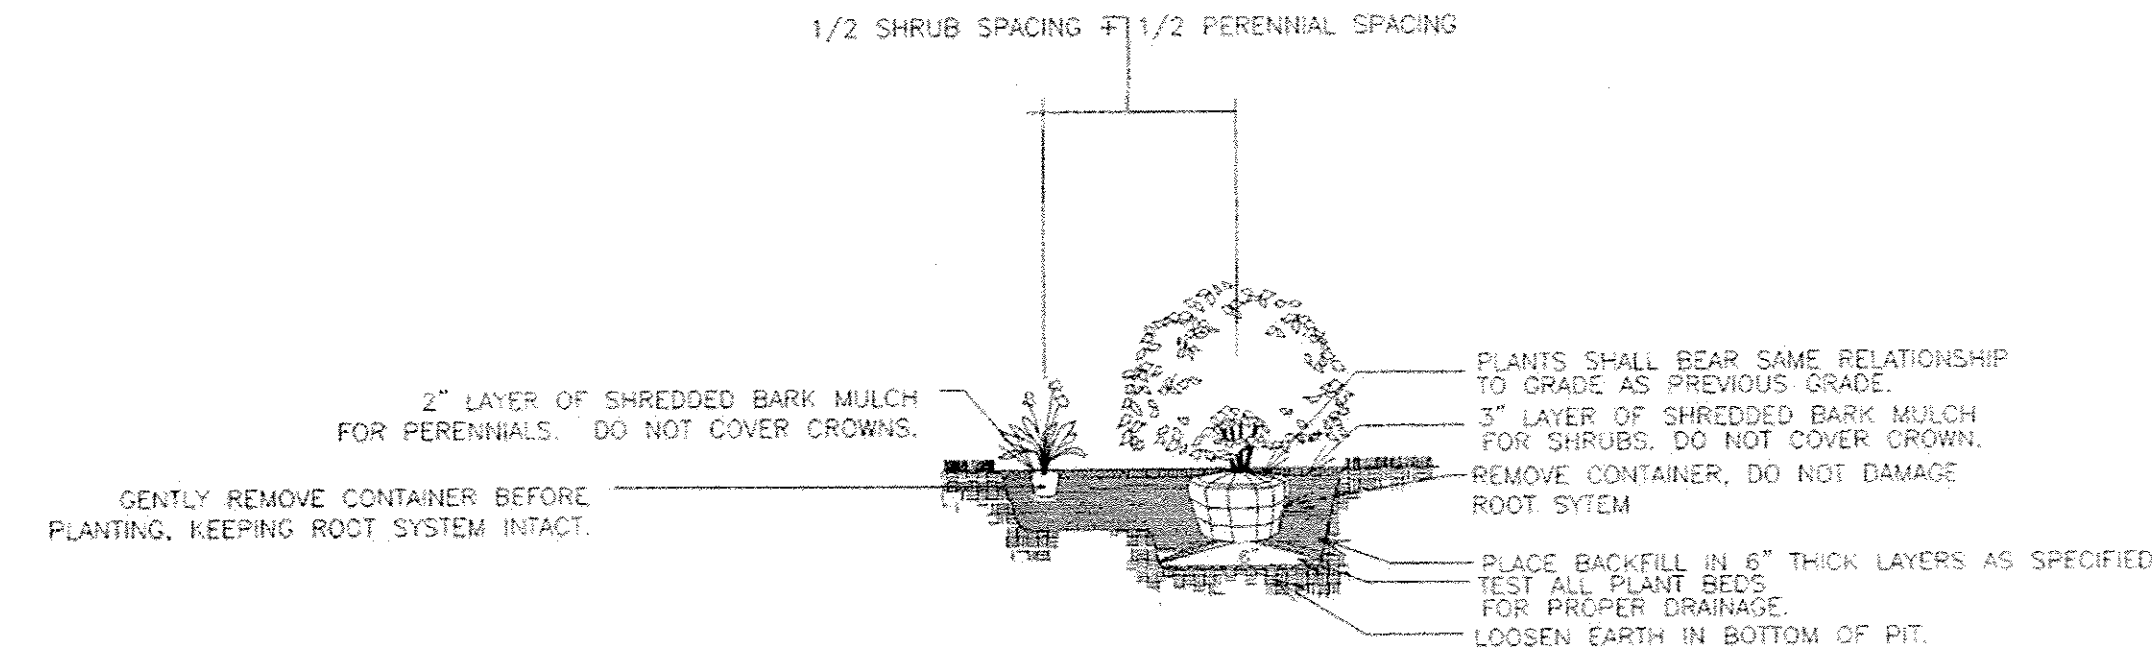 1/2 SHRUB SPACING + 1/2 PERENNIAL SPACING
2" LAYER OF SHREDDED BARK MULCH
FOR PERENNIALS. DO NOT COVER CROWNS.
GENTLY REMOVE CONTAINER BEFORE
PLANTING, KEEPING ROOT SYSTEM INTACT.
PLANTS SHALL BEAR SAME RELATIONSHIP
TO GRADE AS PREVIOUS GRADE.
3" LAYER OF SHREDDED BARK MULCH
FOR SHRUBS. DO NOT COVER CROWN.
REMOVE CONTAINER, DO NOT DAMAGE
ROOT SYTEM
PLACE BACKFILL IN 6" THICK LAYERS AS SPECIFIED
TEST ALL PLANT BEDS
FOR PROPER DRAINAGE.
LOOSEN EARTH IN BOTTOM OF PIT.